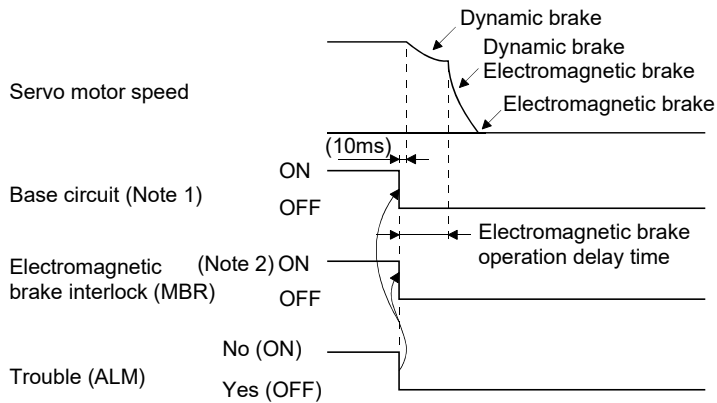 Dynamic brake
Dynamic brake
Electromagnetic brake
Servo motor speed
Electromagnetic brake
(10ms)
ON
Base circuit (Note 1)
OFF
Electromagnetic brake
operation delay time
Electromagnetic (Note 2) ON
brake interlock (MBR) OFF
No (ON)
Trouble (ALM)
Yes (OFF)